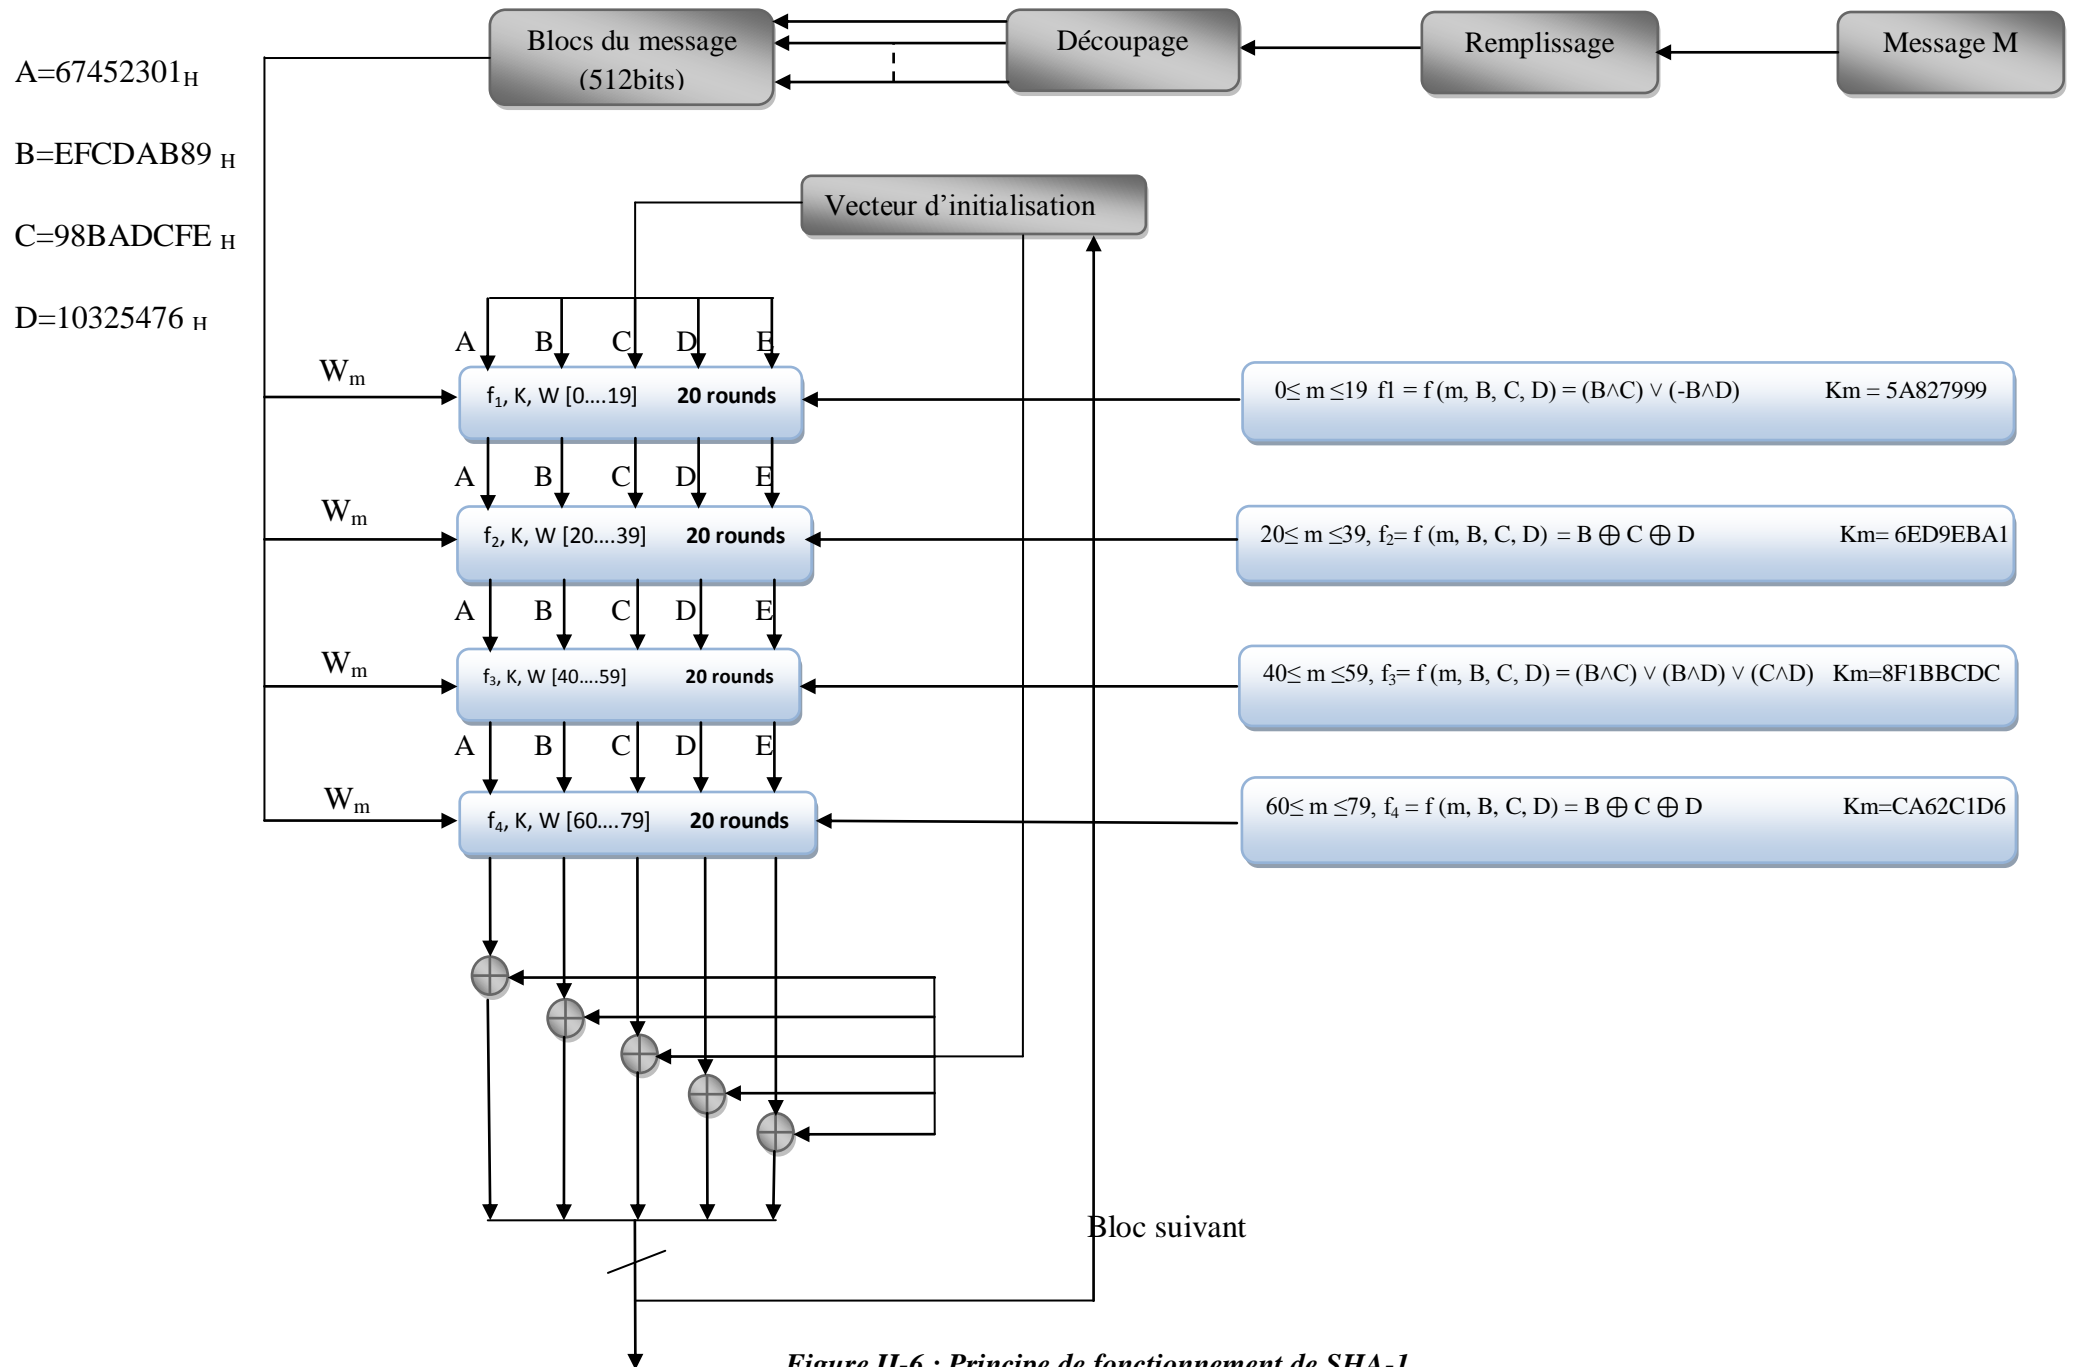 Blocs du message
(512bits)
Découpage
Remplissage
Message M
A=67452301H
B=EFCDAB89 H
C=98BADCFE H
D=10325476 H
Vecteur d’initialisation
A B C D E
Wm
f1, K, W [0....19] 20 rounds
0≤ m ≤19 f1 = f (m, B, C, D) = (B∧C) ∨ (-B∧D) Km = 5A827999
A B C D E
Wm
f2, K, W [20....39] 20 rounds
20≤ m ≤39, f2= f (m, B, C, D) = B ⊕ C ⊕ D Km= 6ED9EBA1
A B C D E
Wm
f3, K, W [40....59] 20 rounds
40≤ m ≤59, f3= f (m, B, C, D) = (B∧C) ∨ (B∧D) ∨ (C∧D) Km=8F1BBCDC
A B C D E
Wm
f4, K, W [60....79] 20 rounds
60≤ m ≤79, f4 = f (m, B, C, D) = B ⊕ C ⊕ D Km=CA62C1D6
Bloc suivant
Figure II-6 : Principe de fonctionnement de SHA-1